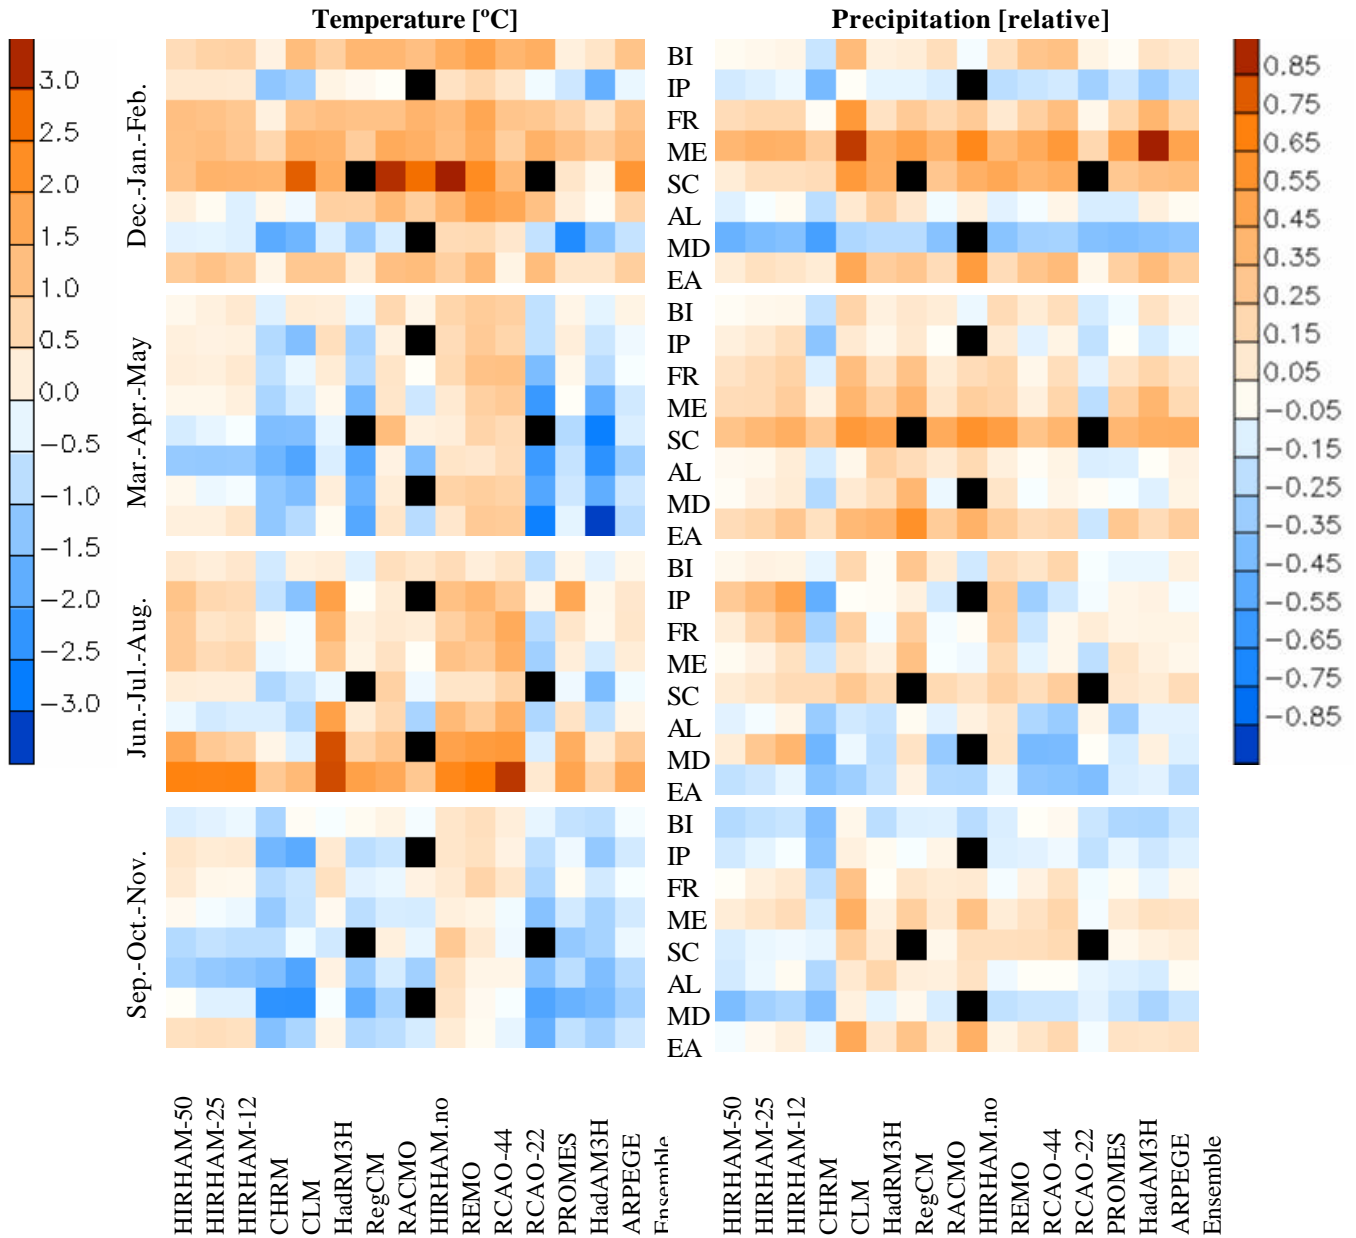 Temperature [ºC]
Precipitation [relative]
3.0
2.5
2.0
1.5
1.0
0.5
0.0
−0.5
−1.0
−1.5
−2.0
−2.5
−3.0
Dec.-Jan.-Feb.
Mar.-Apr.-May
Jun.-Jul.-Aug.
Sep.-Oct.-Nov.
BI
IP
FR
ME
SC
AL
MD
EA
BI
IP
FR
ME
SC
AL
MD
EA
BI
IP
FR
ME
SC
AL
MD
EA
BI
IP
FR
ME
SC
AL
MD
EA
0.85
0.75
0.65
0.55
0.45
0.35
0.25
0.15
0.05
−0.05
−0.15
−0.25
−0.35
−0.45
−0.55
−0.65
−0.75
−0.85
HIRHAM-50
HIRHAM-25
HIRHAM-12
CHRM
CLM
HadRM3H
RegCM
RACMO
HIRHAM.no
REMO
RCAO-44
RCAO-22
PROMES
HadAM3H
ARPEGE
Ensemble
HIRHAM-50
HIRHAM-25
HIRHAM-12
CHRM
CLM
HadRM3H
RegCM
RACMO
HIRHAM.no
REMO
RCAO-44
RCAO-22
PROMES
HadAM3H
ARPEGE
Ensemble